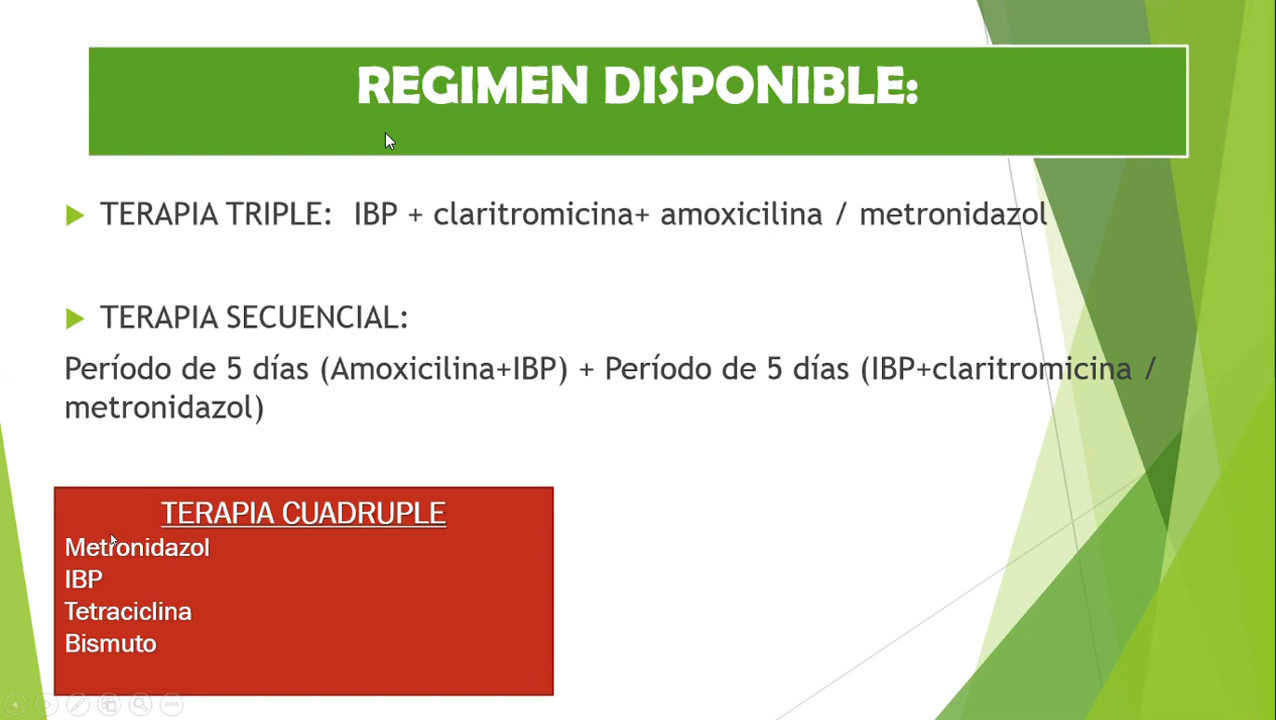 REGIMEN DISPONIBLE:
TERAPIA TRIPLE: IBP + claritromicina+ amoxicilina / metronidazol
TERAPIA SECUENCIAL:
Período de 5 días (Amoxicilina+IBP) + Período de 5 días (IBP+claritromicina /
metronidazol)
TERAPIA CUADRUPLE
Metronidazol
IBP
Tetraciclina
Bismuto